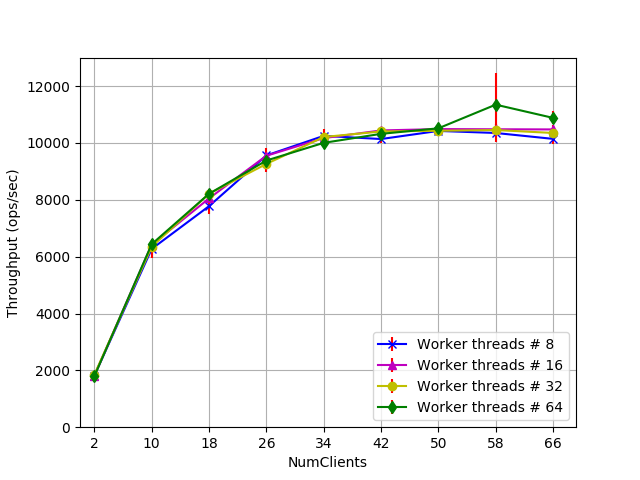 12000
10000
8000
6000
4000
2000
0
Throughput (ops/sec)
Worker threads # 8
Worker threads # 16
Worker threads # 32
Worker threads # 64
2 10 18 26 34 42 50 58 66
NumClients